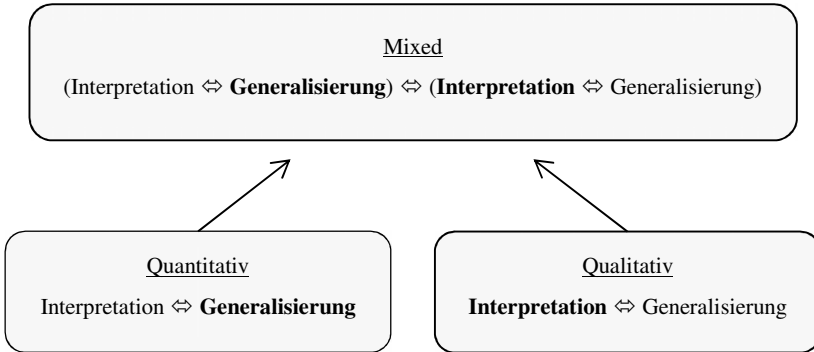 Mixed
(Interpretation ⇔ Generalisierung) ⇔ (Interpretation ⇔ Generalisierung)
Quantitativ
Interpretation ⇔ Generalisierung
Qualitativ
Interpretation ⇔ Generalisierung